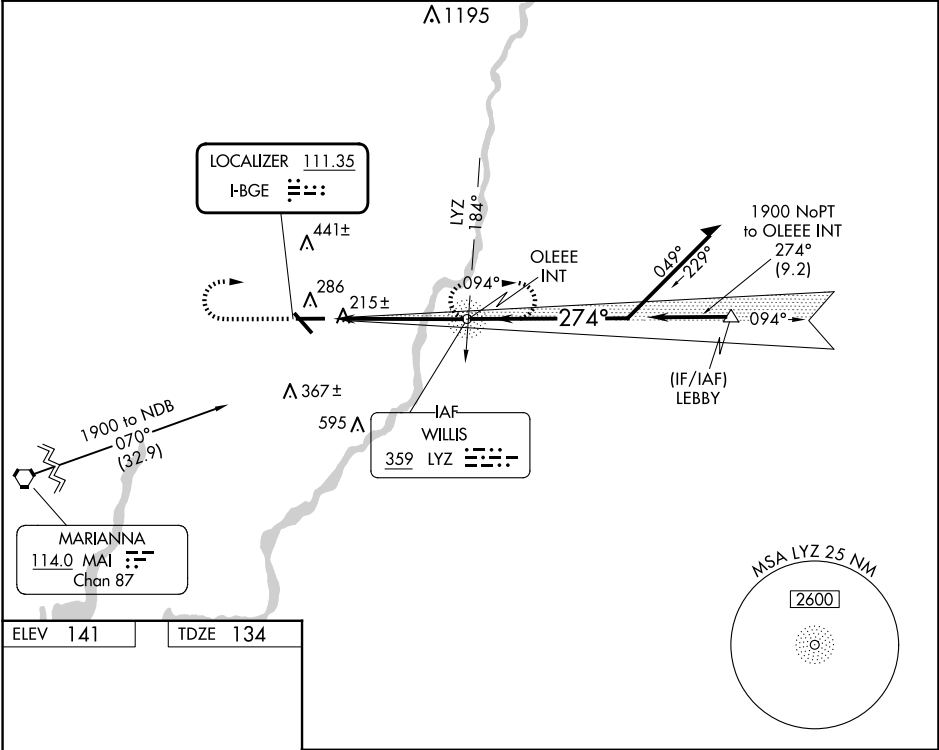 1195
LOCALIZER 111.35
I-BGE
441±
286
215±
LYZ
184°
OLEEE
INT
094°
049°
229°
1900 NoPT
to OLEEE INT
274°
(9.2)
274°
094°
(IF/IAF)
LEBBY
367±
595
IAF
WILLIS
359 LYZ
1900 to NDB
070°
(32.9)
MARIANNA
114.0 MAI
Chan 87
MSA LYZ 25 NM
2600
ELEV 141
TDZE 134